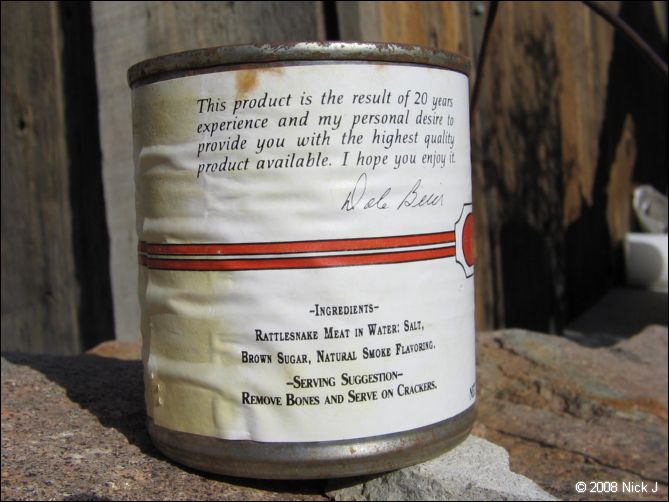 This product is the result of 20 years
experience and my personal desire to
provide you with the highest quality
product available. I hope you enjoy it.
Dale Beier
–Ingredients–
Rattlesnake Meat in Water; Salt,
Brown Sugar, Natural Smoke Flavoring.
–Serving Suggestion–
Remove Bones and Serve on Crackers.
© 2008 Nick J